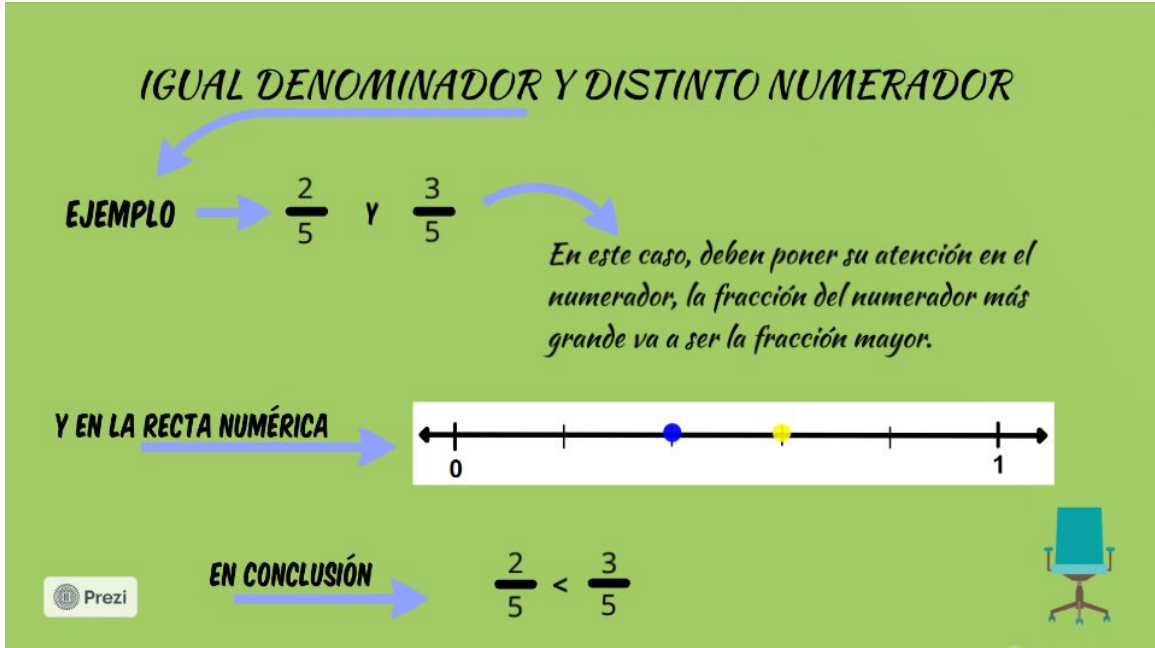 IGUAL DENOMINADOR Y DISTINTO NUMERADOR
EJEMPLO 2/5 Y 3/5
En este caso, deben poner su atención en el
numerador, la fracción del numerador más
grande va a ser la fracción mayor.
Y EN LA RECTA NUMÉRICA
0 1
EN CONCLUSIÓN 2/5 < 3/5
Prezi